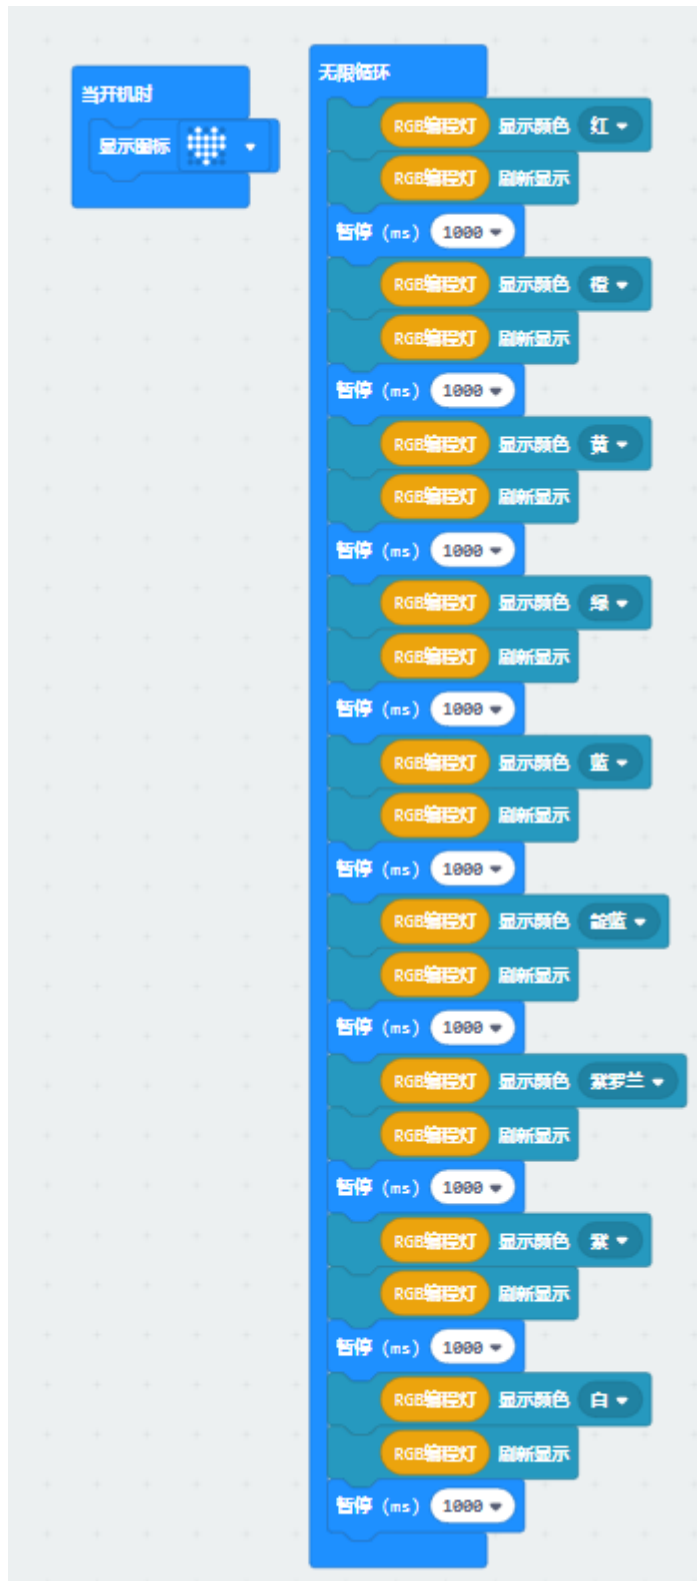 当开机时
显示图标
无限循环
RGB编程灯 显示颜色 红
RGB编程灯 刷新显示
暂停 (ms) 1000
RGB编程灯 显示颜色 橙
RGB编程灯 刷新显示
暂停 (ms) 1000
RGB编程灯 显示颜色 黄
RGB编程灯 刷新显示
暂停 (ms) 1000
RGB编程灯 显示颜色 绿
RGB编程灯 刷新显示
暂停 (ms) 1000
RGB编程灯 显示颜色 蓝
RGB编程灯 刷新显示
暂停 (ms) 1000
RGB编程灯 显示颜色 靛蓝
RGB编程灯 刷新显示
暂停 (ms) 1000
RGB编程灯 显示颜色 紫罗兰
RGB编程灯 刷新显示
暂停 (ms) 1000
RGB编程灯 显示颜色 紫
RGB编程灯 刷新显示
暂停 (ms) 1000
RGB编程灯 显示颜色 白
RGB编程灯 刷新显示
暂停 (ms) 1000